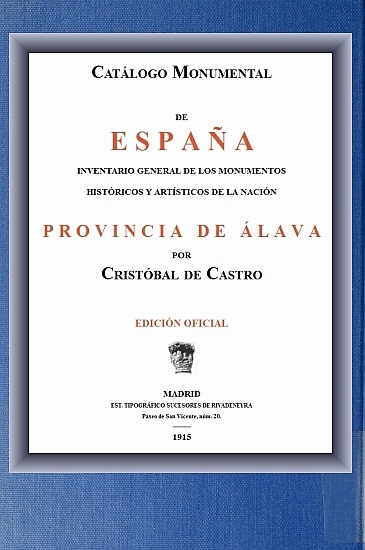 CATÁLOGO MONUMENTAL
DE
ESPAÑA
INVENTARIO GENERAL DE LOS MONUMENTOS
HISTÓRICOS Y ARTÍSTICOS DE LA NACIÓN
PROVINCIA DE ÁLAVA
POR
CRISTÓBAL DE CASTRO
EDICIÓN OFICIAL
MADRID
EST. TIPOGRÁFICO SUCESORES DE RIVADENEYRA
Paseo de San Vicente, núm. 20.
1915